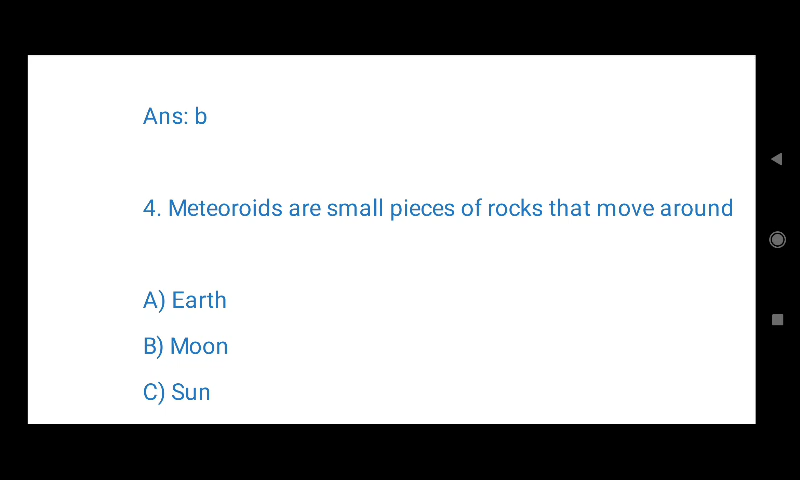 Ans: b
4. Meteoroids are small pieces of rocks that move around
A) Earth
B) Moon
C) Sun